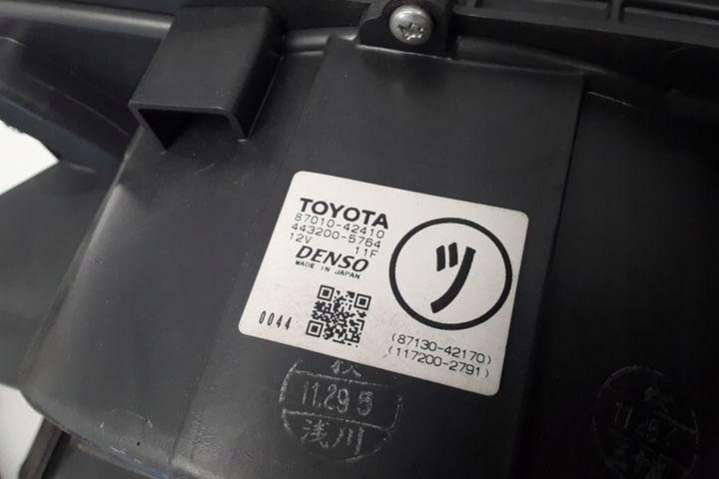 TOYOTA
87010-42410
443200-5764
12V 11F
DENSO
MADE IN JAPAN
ツ
0044
(87130-42170)
(117200-2791)
11.29 5
浅川